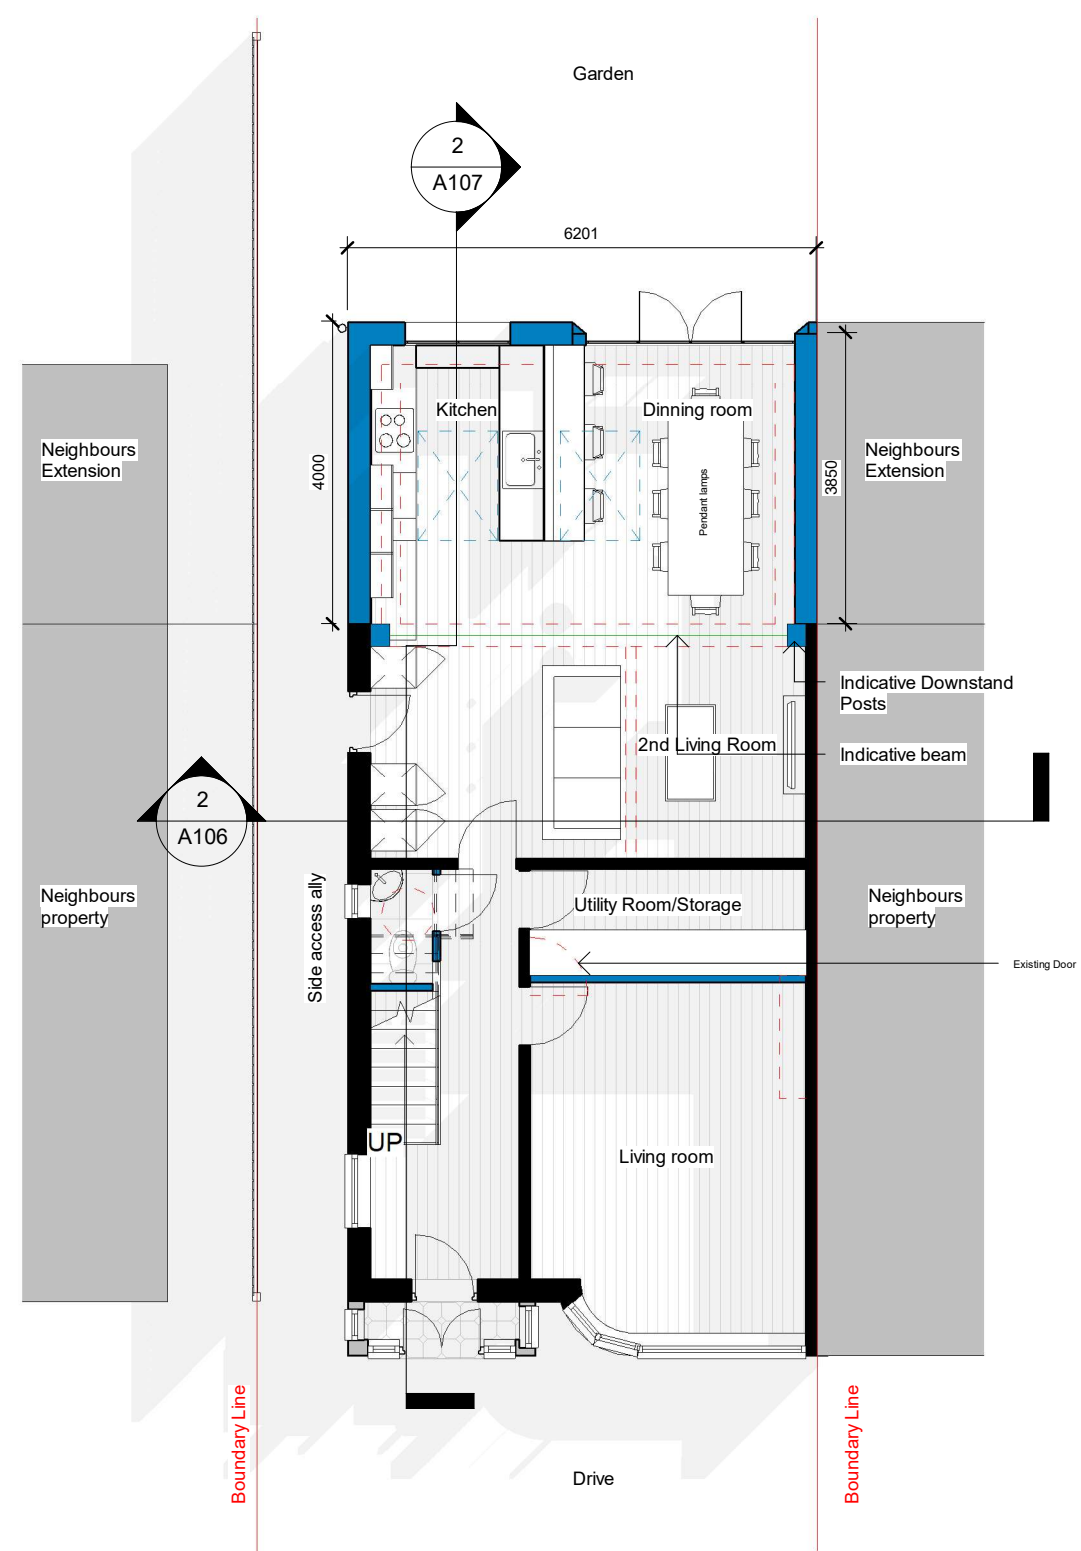 Garden
2
A107
6201
Kitchen
Dinning room
Neighbours
Extension
Neighbours
Extension
4000
3850
Pendant lamps
Indicative Downstand
Posts
2nd Living Room
Indicative beam
2
A106
Side access ally
Neighbours
property
Utility Room/Storage
Neighbours
property
Existing Door
UP
Living room
Boundary Line
Boundary Line
Drive